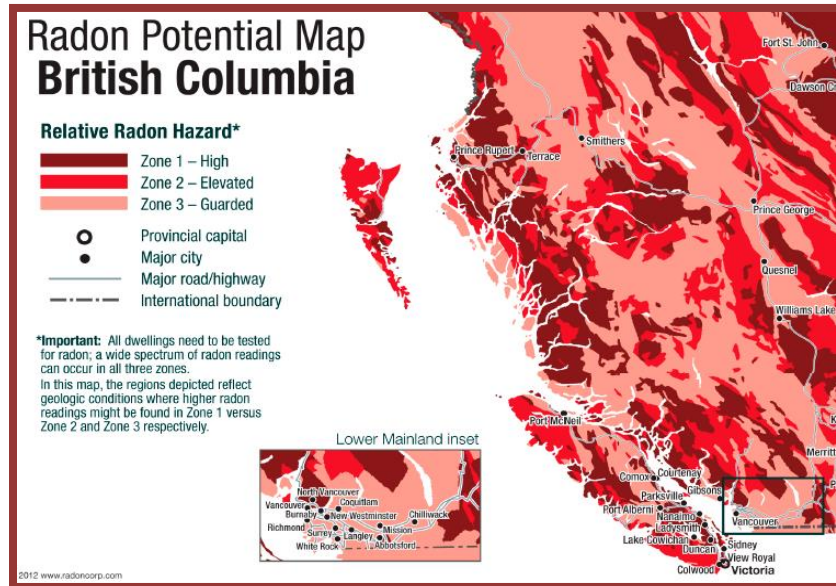 Radon Potential Map
British Columbia
Relative Radon Hazard*
Zone 1 – High
Zone 2 – Elevated
Zone 3 – Guarded
Provincial capital
Major city
Major road/highway
International boundary
*Important: All dwellings need to be tested
for radon; a wide spectrum of radon readings
can occur in all three zones.
In this map, the regions depicted reflect
geologic conditions where higher radon
readings might be found in Zone 1 versus
Zone 2 and Zone 3 respectively.
Fort St. John
Dawson C
Smithers
Prince Rupert
Terrace
Prince George
Quesnel
Williams Lake
Port McNeil
Merritt
Courtenay
Comox
Gibsons
Parksville
Port Alberni
Nanaimo
Vancouver
Ladysmith
Lake Cowichan
Duncan
Sidney
View Royal
Colwood
Victoria
Lower Mainland inset
North Vancouver
Vancouver
Coquitlam
Burnaby
New Westminster
Chilliwack
Richmond
Surrey
Mission
Langley
White Rock
Abbotsford
2012 www.radoncorp.com